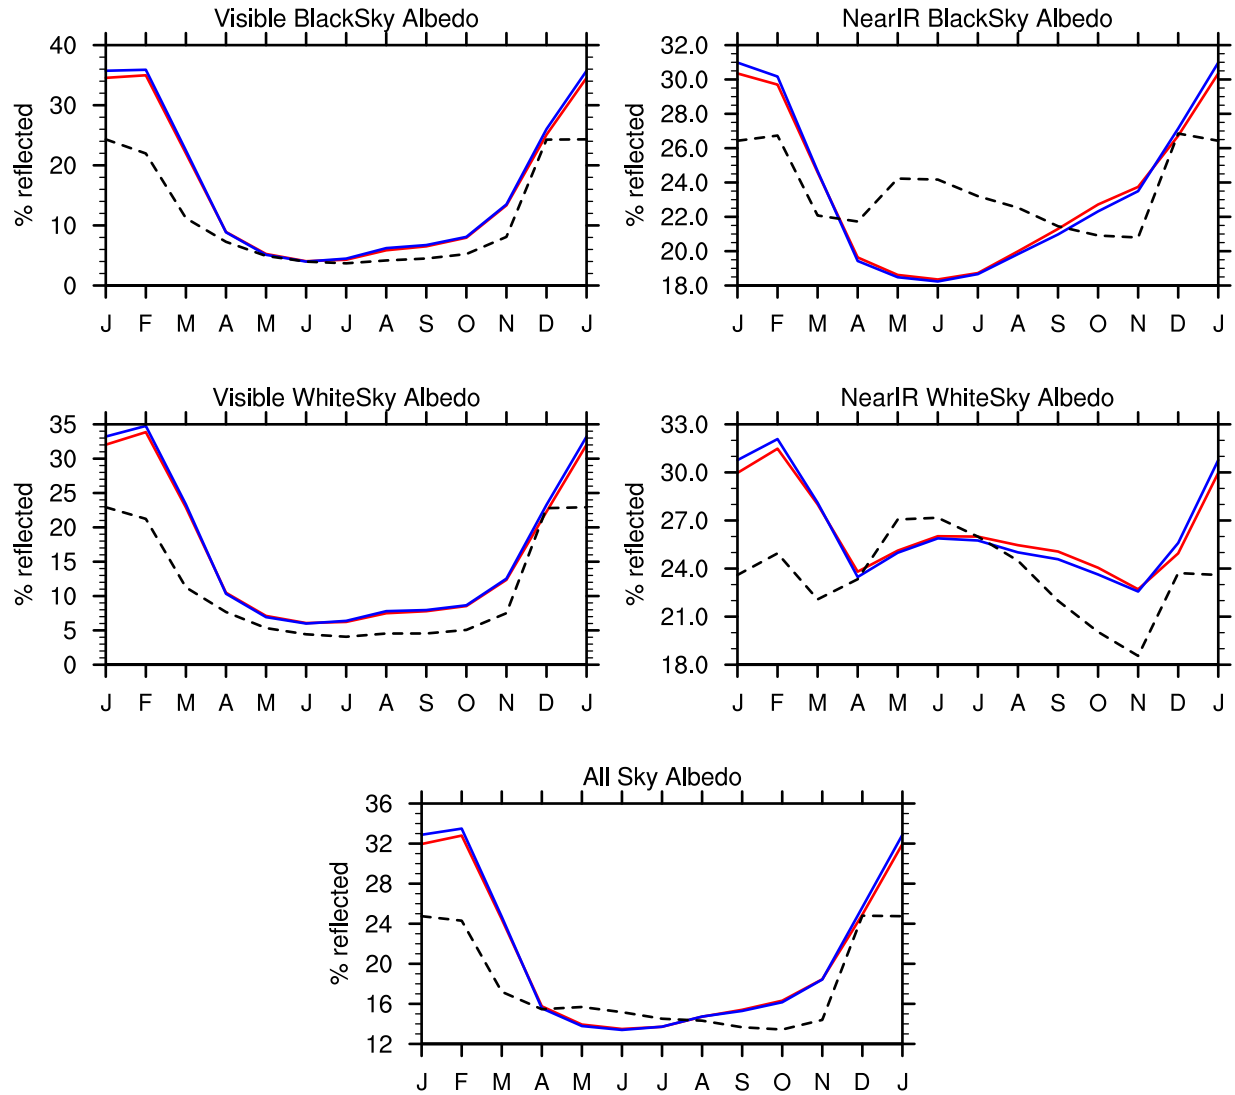 Visible BlackSky Albedo
% reflected
40
30
20
10
0
J F M A M J J A S O N D J
NearIR BlackSky Albedo
% reflected
32.0
30.0
28.0
26.0
24.0
22.0
20.0
18.0
J F M A M J J A S O N D J
Visible WhiteSky Albedo
% reflected
35
30
25
20
15
10
5
0
J F M A M J J A S O N D J
NearIR WhiteSky Albedo
% reflected
33.0
30.0
27.0
24.0
21.0
18.0
J F M A M J J A S O N D J
All Sky Albedo
% reflected
36
32
28
24
20
16
12
J F M A M J J A S O N D J